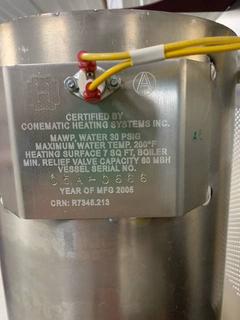 CERTIFIED BY
CONEMATIC HEATING SYSTEMS INC.
MAWP, WATER 30 PSIG
MAXIMUM WATER TEMP. 200°F
HEATING SURFACE 7 SQ FT, BOILER
MIN. RELIEF VALVE CAPACITY 60 MBH
VESSEL SERIAL NO.
YEAR OF MFG 2005
CRN: R7345.213